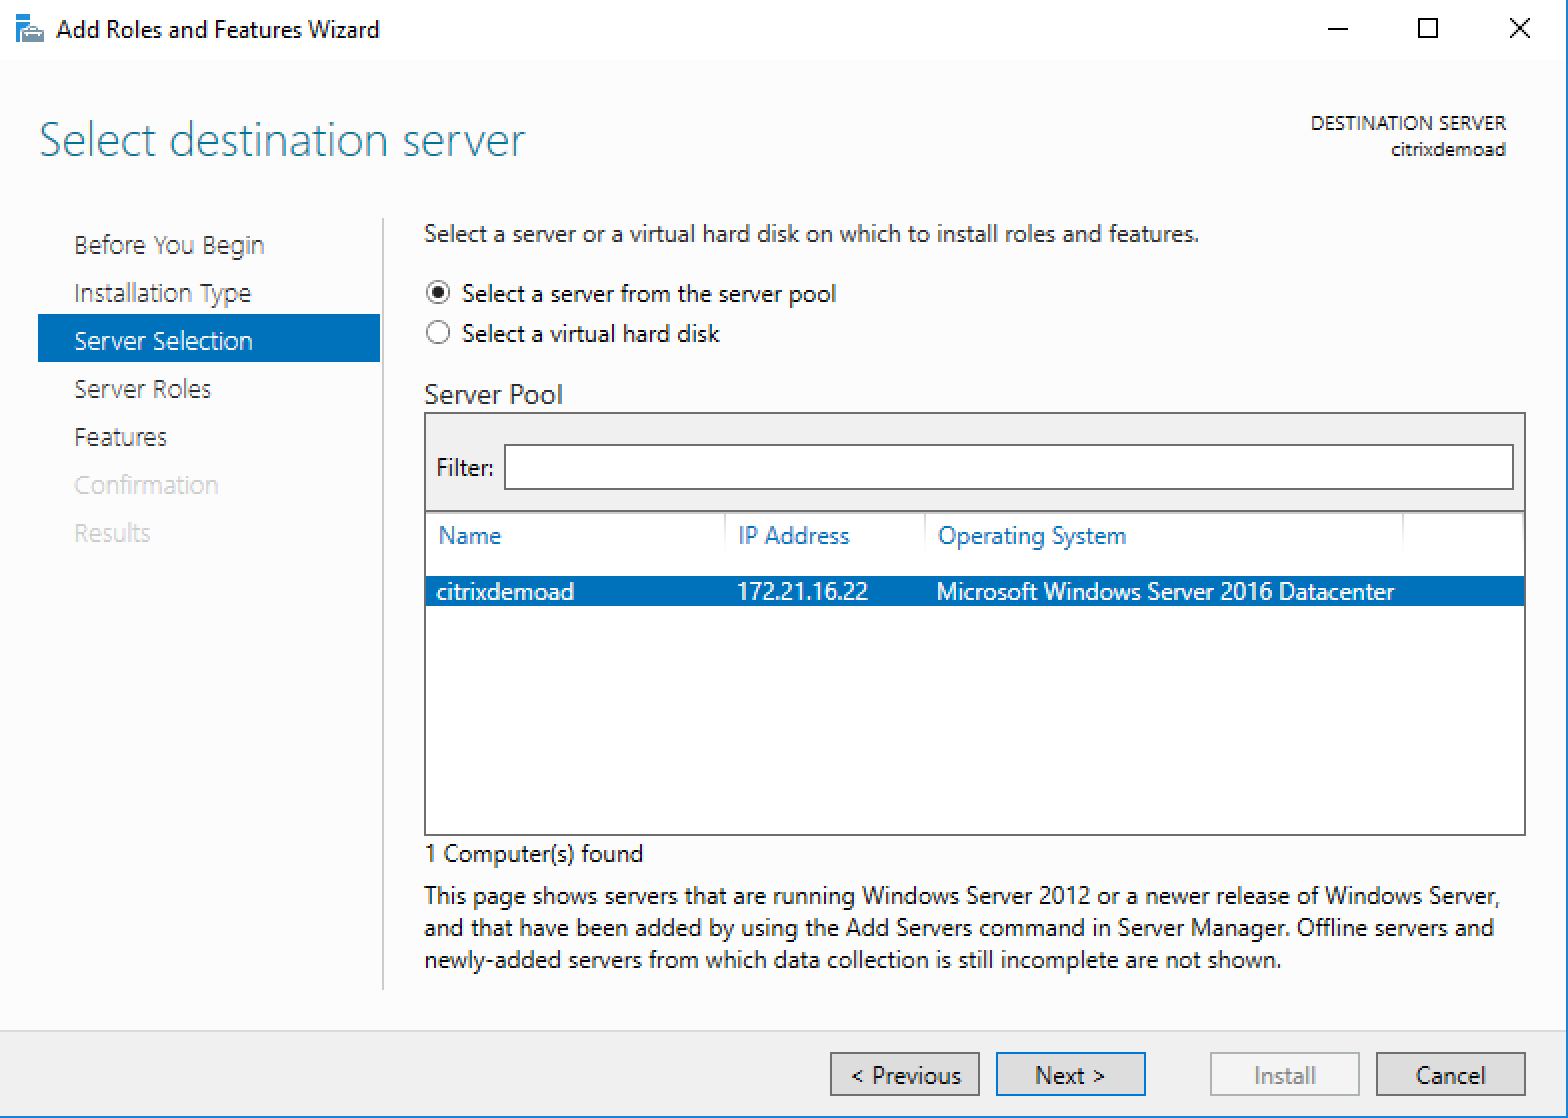 Add Roles and Features Wizard
Select destination server
DESTINATION SERVER
citrixdemoad
Before You Begin
Installation Type
Server Selection
Server Roles
Features
Confirmation
Results
Select a server or a virtual hard disk on which to install roles and features.
Select a server from the server pool
Select a virtual hard disk
Server Pool
Filter:
Name IP Address Operating System
citrixdemoad 172.21.16.22 Microsoft Windows Server 2016 Datacenter
1 Computer(s) found
This page shows servers that are running Windows Server 2012 or a newer release of Windows Server,
and that have been added by using the Add Servers command in Server Manager. Offline servers and
newly-added servers from which data collection is still incomplete are not shown.
< Previous Next > Install Cancel